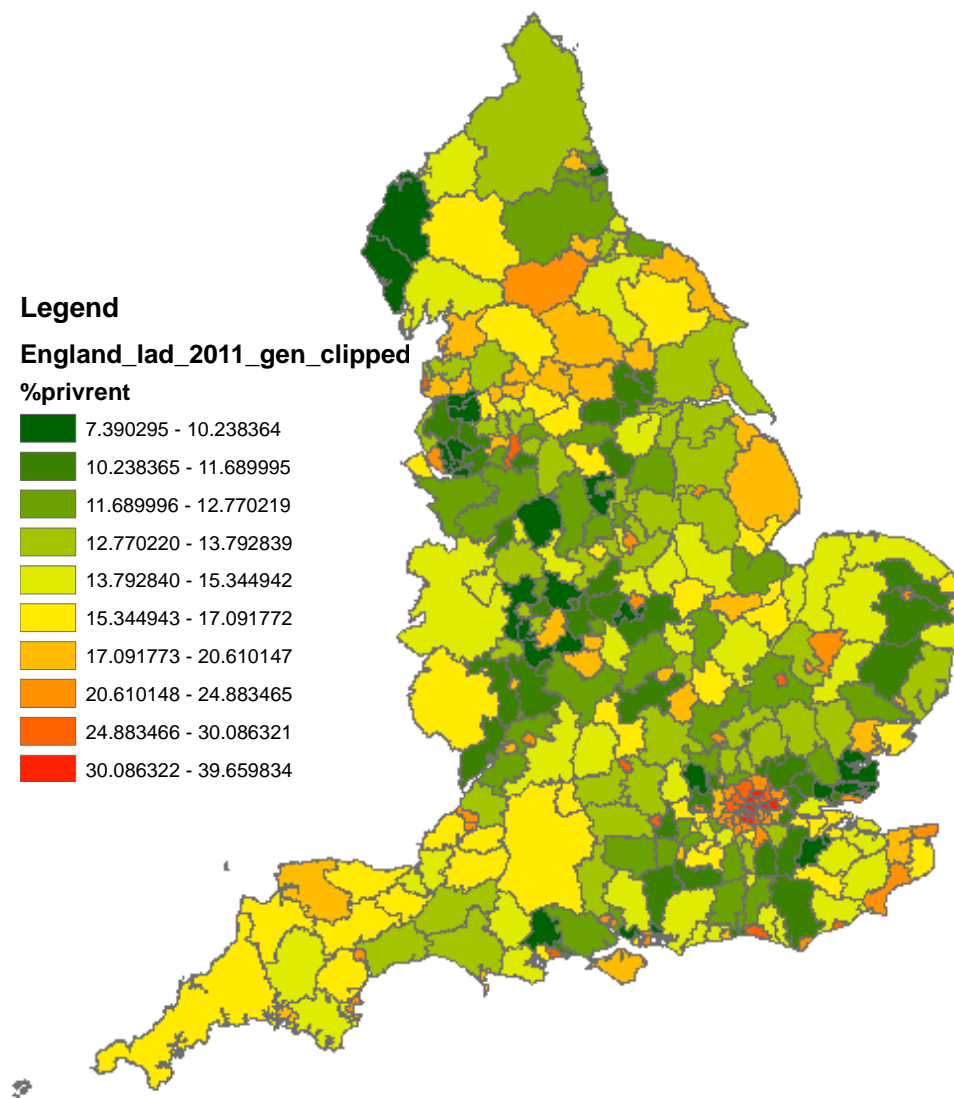 Legend
England_lad_2011_gen_clipped
%privrent
7.390295 - 10.238364
10.238365 - 11.689995
11.689996 - 12.770219
12.770220 - 13.792839
13.792840 - 15.344942
15.344943 - 17.091772
17.091773 - 20.610147
20.610148 - 24.883465
24.883466 - 30.086321
30.086322 - 39.659834